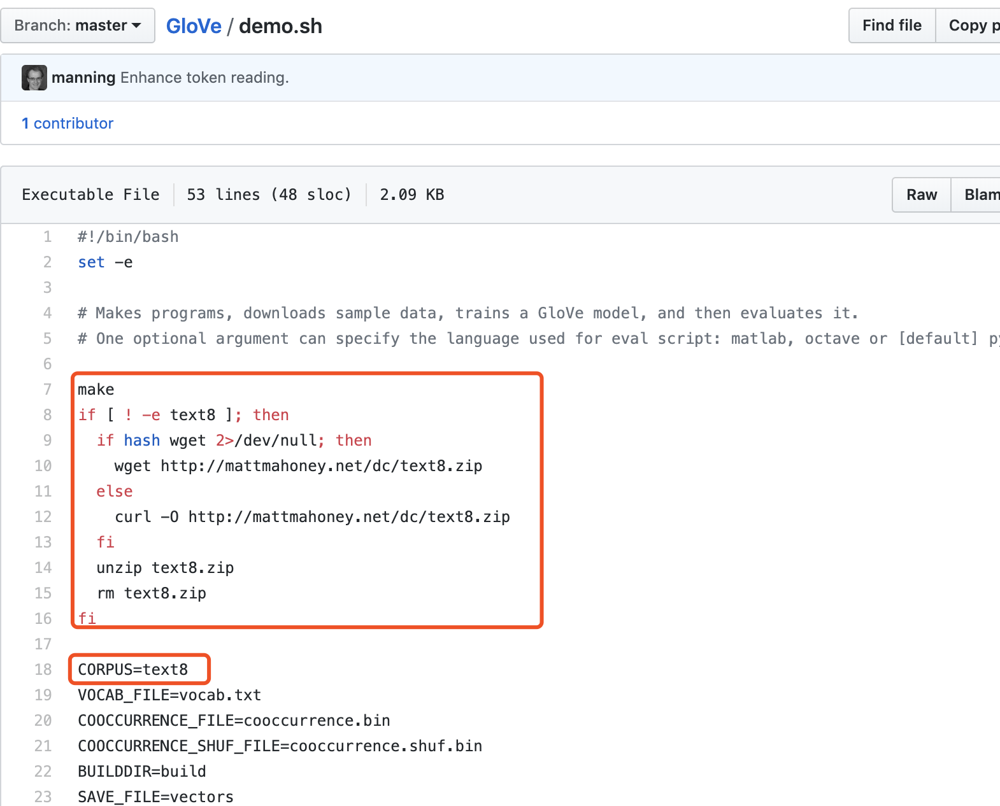 Branch: master GloVe / demo.sh Find file Copy
manning Enhance token reading.
1 contributor
Executable File 53 lines (48 sloc) 2.09 KB Raw
1 #!/bin/bash
2 set -e
3
4 # Makes programs, downloads sample data, trains a GloVe model, and then evaluates it.
5 # One optional argument can specify the language used for eval script: matlab, octave or [default]
6
7 make
8 if [ ! -e text8 ]; then
9 if hash wget 2>/dev/null; then
10 wget http://mattmahoney.net/dc/text8.zip
11 else
12 curl -O http://mattmahoney.net/dc/text8.zip
13 fi
14 unzip text8.zip
15 rm text8.zip
16 fi
17
18 CORPUS=text8
19 VOCAB_FILE=vocab.txt
20 COOCCURRENCE_FILE=cooccurrence.bin
21 COOCCURRENCE_SHUF_FILE=cooccurrence.shuf.bin
22 BUILDDIR=build
23 SAVE_FILE=vectors